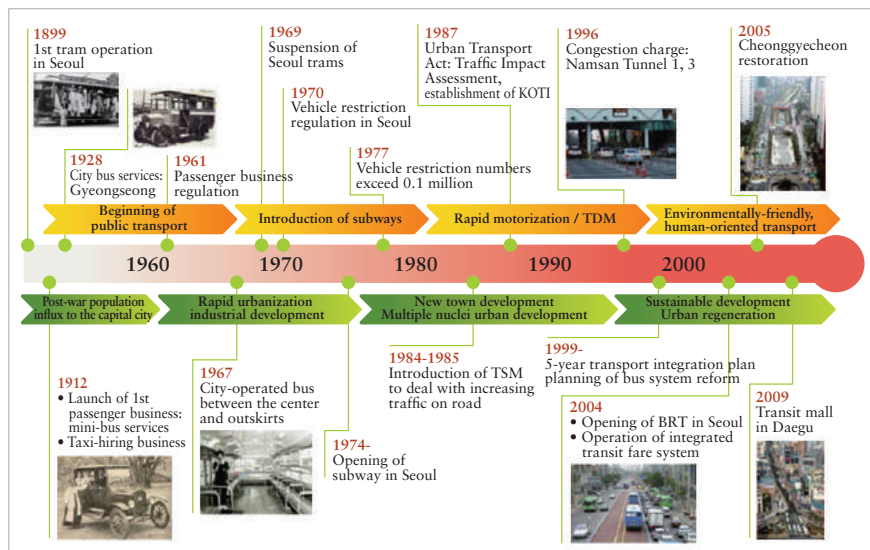 1899
1st tram operation
in Seoul
1928
City bus services:
Gyeongseong
1961
Passenger business
regulation
1969
Suspension of
Seoul trams
1970
Vehicle restriction
regulation in Seoul
1977
Vehicle restriction numbers
exceed 0.1 million
1987
Urban Transport
Act: Traffic Impact
Assessment,
establishment of KOTI
1996
Congestion charge:
Namsan Tunnel 1, 3
2005
Cheonggyecheon
restoration
Beginning of
public transport
Introduction of subways
Rapid motorization / TDM
Environmentally-friendly,
human-oriented transport
1960
1970
1980
1990
2000
Post-war population
influx to the capital city
Rapid urbanization
industrial development
New town development
Multiple nuclei urban development
Sustainable development
Urban regeneration
1912
• Launch of 1st
passenger business:
mini-bus services
• Taxi-hiring business
1967
City-operated bus
between the center
and outskirts
1974-
Opening of
subway in Seoul
1984-1985
Introduction of TSM
to deal with increasing
traffic on road
1999-
5-year transport integration plan
planning of bus system reform
2004
• Opening of BRT in Seoul
• Operation of integrated
transit fare system
2009
Transit mall
in Daegu